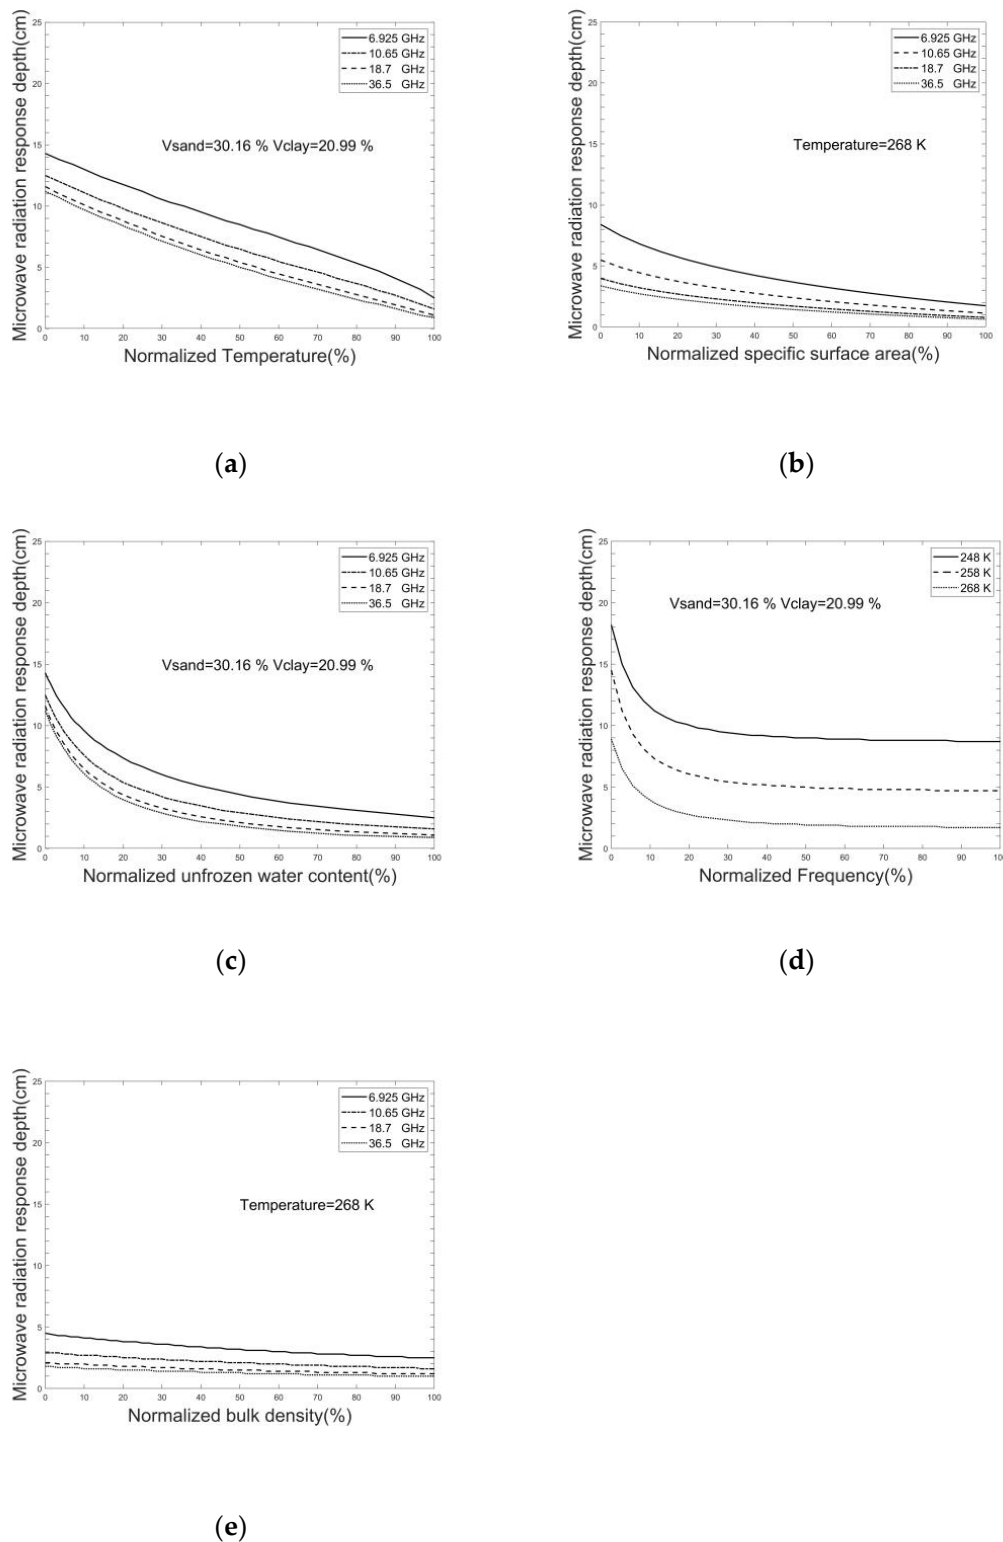 Microwave radiation response depth(cm)
25
20
15
10
5
0
6.925 GHz
10.65 GHz
18.7 GHz
36.5 GHz
Vsand=30.16 % Vclay=20.99 %
0 10 20 30 40 50 60 70 80 90 100
Normalized Temperature(%)
(a)
Microwave radiation response depth(cm)
25
20
15
10
5
0
6.925 GHz
10.65 GHz
18.7 GHz
36.5 GHz
Temperature=268 K
0 10 20 30 40 50 60 70 80 90 100
Normalized specific surface area(%)
(b)
Microwave radiation response depth(cm)
25
20
15
10
5
0
6.925 GHz
10.65 GHz
18.7 GHz
36.5 GHz
Vsand=30.16 % Vclay=20.99 %
0 10 20 30 40 50 60 70 80 90 100
Normalized unfrozen water content(%)
(c)
Microwave radiation response depth(cm)
25
20
15
10
5
0
248 K
258 K
268 K
Vsand=30.16 % Vclay=20.99 %
0 10 20 30 40 50 60 70 80 90 100
Normalized Frequency(%)
(d)
Microwave radiation response depth(cm)
25
20
15
10
5
0
6.925 GHz
10.65 GHz
18.7 GHz
36.5 GHz
Temperature=268 K
0 10 20 30 40 50 60 70 80 90 100
Normalized bulk density(%)
(e)